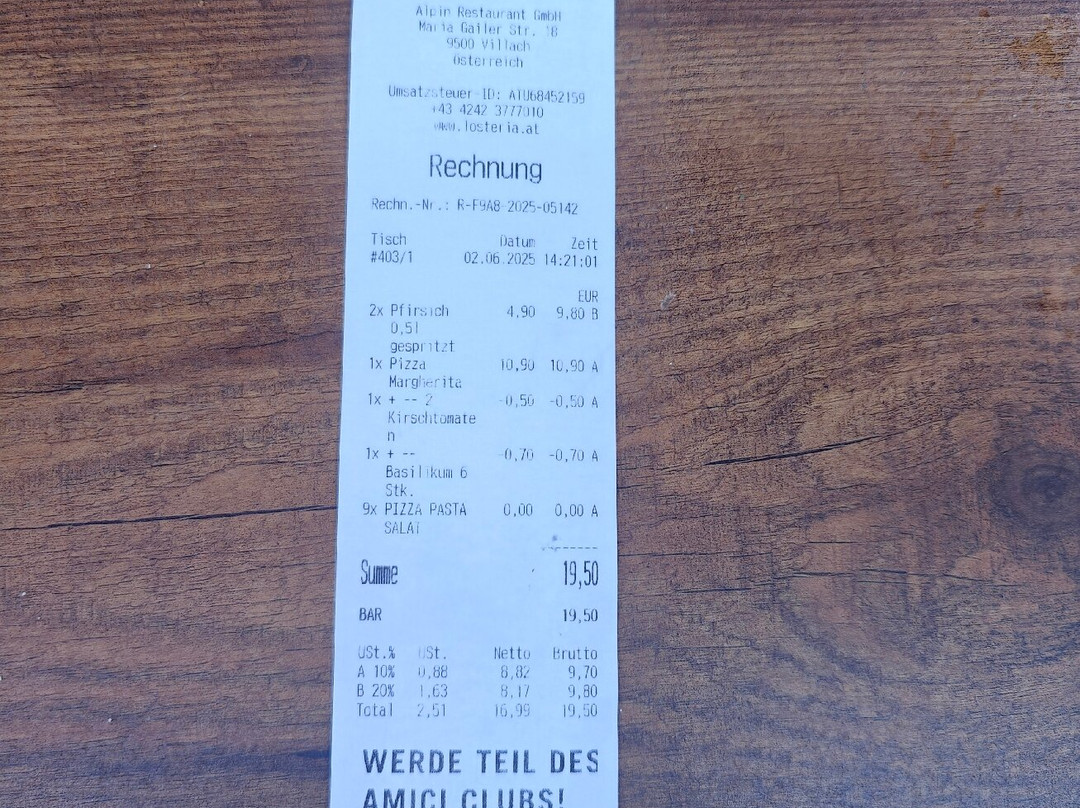 Alpin Restaurant GmbH
Maria Gailer Str. 18
9500 Villach
Österreich
Umsatzsteuer-ID: ATU68452159
+43 4242 3777010
www.losteria.at
Rechnung
Rechn.-Nr.: R-F9A8-2025-05142
Tisch Datum Zeit
#403/1 02.06.2025 14:21:01
EUR
2x Pfirsich 4,90 9,80 B
0,5l
gespritzt
1x Pizza 10,90 10,90 A
Margherita
1x + -- 2 -0,50 -0,50 A
Kirschtomate
n
1x + -- -0,70 -0,70 A
Basilikum 6
Stk.
9x PIZZA PASTA 0,00 0,00 A
SALAT
Summe 19,50
BAR 19,50
USt.% USt. Netto Brutto
A 10% 0,88 8,82 9,70
B 20% 1,63 8,17 9,80
Total 2,51 16,99 19,50
WERDE TEIL DES
AMICI CLUBS!